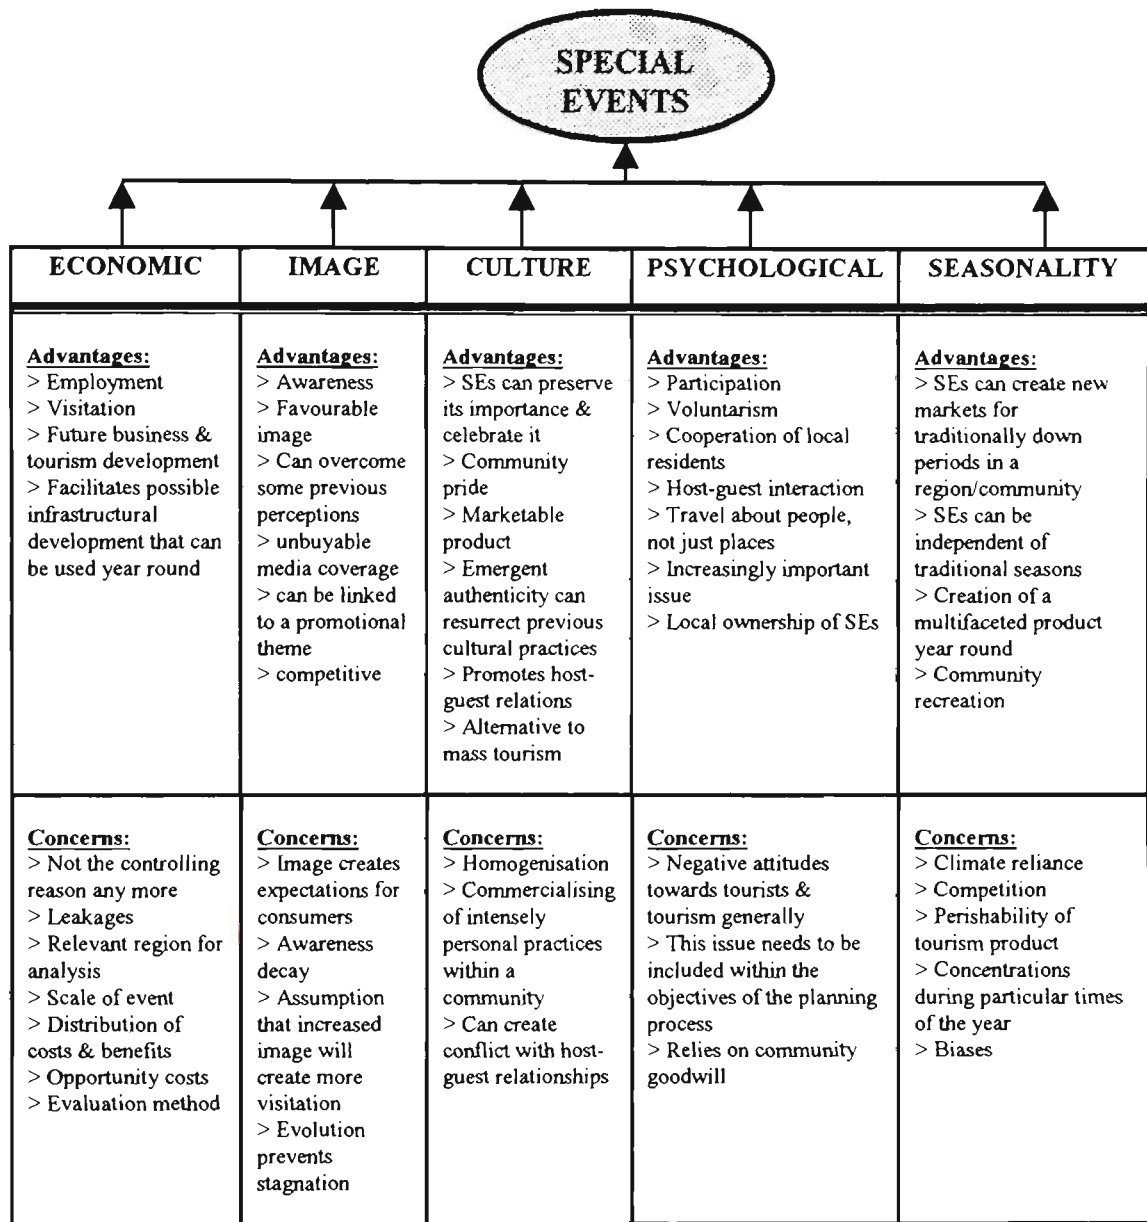 SPECIAL
EVENTS
ECONOMIC
IMAGE
CULTURE
PSYCHOLOGICAL
SEASONALITY
Advantages:
> Employment
> Visitation
> Future business &
tourism development
> Facilitates possible
infrastructural
development that can
be used year round
Advantages:
> Awareness
> Favourable
image
> Can overcome
some previous
perceptions
> unbuyable
media coverage
> can be linked
to a promotional
theme
> competitive
Advantages:
> SEs can preserve
its importance &
celebrate it
> Community
pride
> Marketable
product
> Emergent
authenticity can
resurrect previous
cultural practices
> Promotes host-
guest relations
> Alternative to
mass tourism
Advantages:
> Participation
> Voluntarism
> Cooperation of local
residents
> Host-guest interaction
> Travel about people,
not just places
> Increasingly important
issue
> Local ownership of SEs
Advantages:
> SEs can create new
markets for
traditionally down
periods in a
region/community
> SEs can be
independent of
traditional seasons
> Creation of a
multifaceted product
year round
> Community
recreation
Concerns:
> Not the controlling
reason any more
> Leakages
> Relevant region for
analysis
> Scale of event
> Distribution of
costs & benefits
> Opportunity costs
> Evaluation method
Concerns:
> Image creates
expectations for
consumers
> Awareness
decay
> Assumption
that increased
image will
create more
visitation
> Evolution
prevents
stagnation
Concerns:
> Homogenisation
> Commercialising
of intensely
personal practices
within a
community
> Can create
conflict with host-
guest relationships
Concerns:
> Negative attitudes
towards tourists &
tourism generally
> This issue needs to be
included within the
objectives of the planning
process
> Relies on community
goodwill
Concerns:
> Climate reliance
> Competition
> Perishability of
tourism product
> Concentrations
during particular times
of the year
> Biases